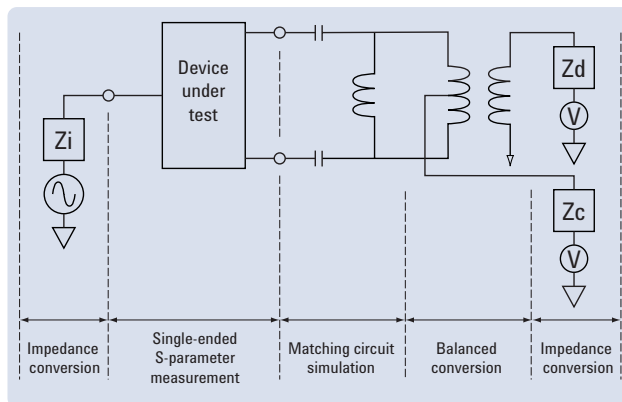 Device
under
test
Zd
V
Zi
Zc
V
Impedance
conversion
Single-ended
S-parameter
measurement
Matching circuit
simulation
Balanced
conversion
Impedance
conversion